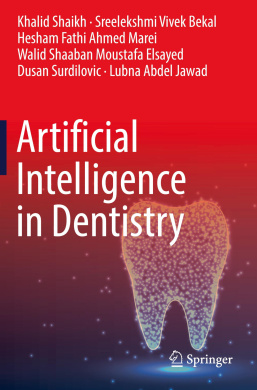 Khalid Shaikh · Sreelekshmi Vivek Bekal
Hesham Fathi Ahmed Marei
Walid Shaaban Moustafa Elsayed
Dusan Surdilovic · Lubna Abdel Jawad
Artificial
Intelligence
in Dentistry
Springer